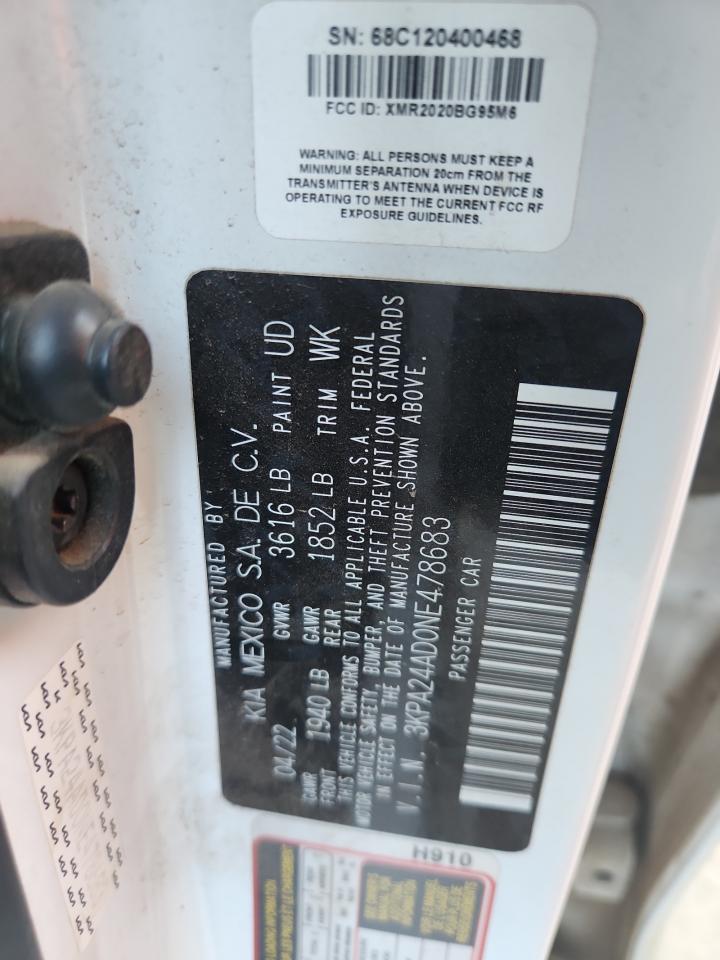 SN: 68C120400468
FCC ID: XMR2020BG95M6
WARNING: ALL PERSONS MUST KEEP A
MINIMUM SEPARATION 20cm FROM THE
TRANSMITTER'S ANTENNA WHEN DEVICE IS
OPERATING TO MEET THE CURRENT FCC RF
EXPOSURE GUIDELINES.
MANUFACTURED BY
KIA MEXICO S.A. DE C.V.
04/22 GVWR 3616 LB PAINT UD
GAWR FRONT 1940 LB GAWR REAR 1852 LB TRIM WK
THIS VEHICLE CONFORMS TO ALL APPLICABLE U.S.A. FEDERAL
MOTOR VEHICLE SAFETY, BUMPER, AND THEFT PREVENTION STANDARDS
IN EFFECT ON THE DATE OF MANUFACTURE SHOWN ABOVE.
V.I.N. 3KPA24AD0NE478683
PASSENGER CAR
H910